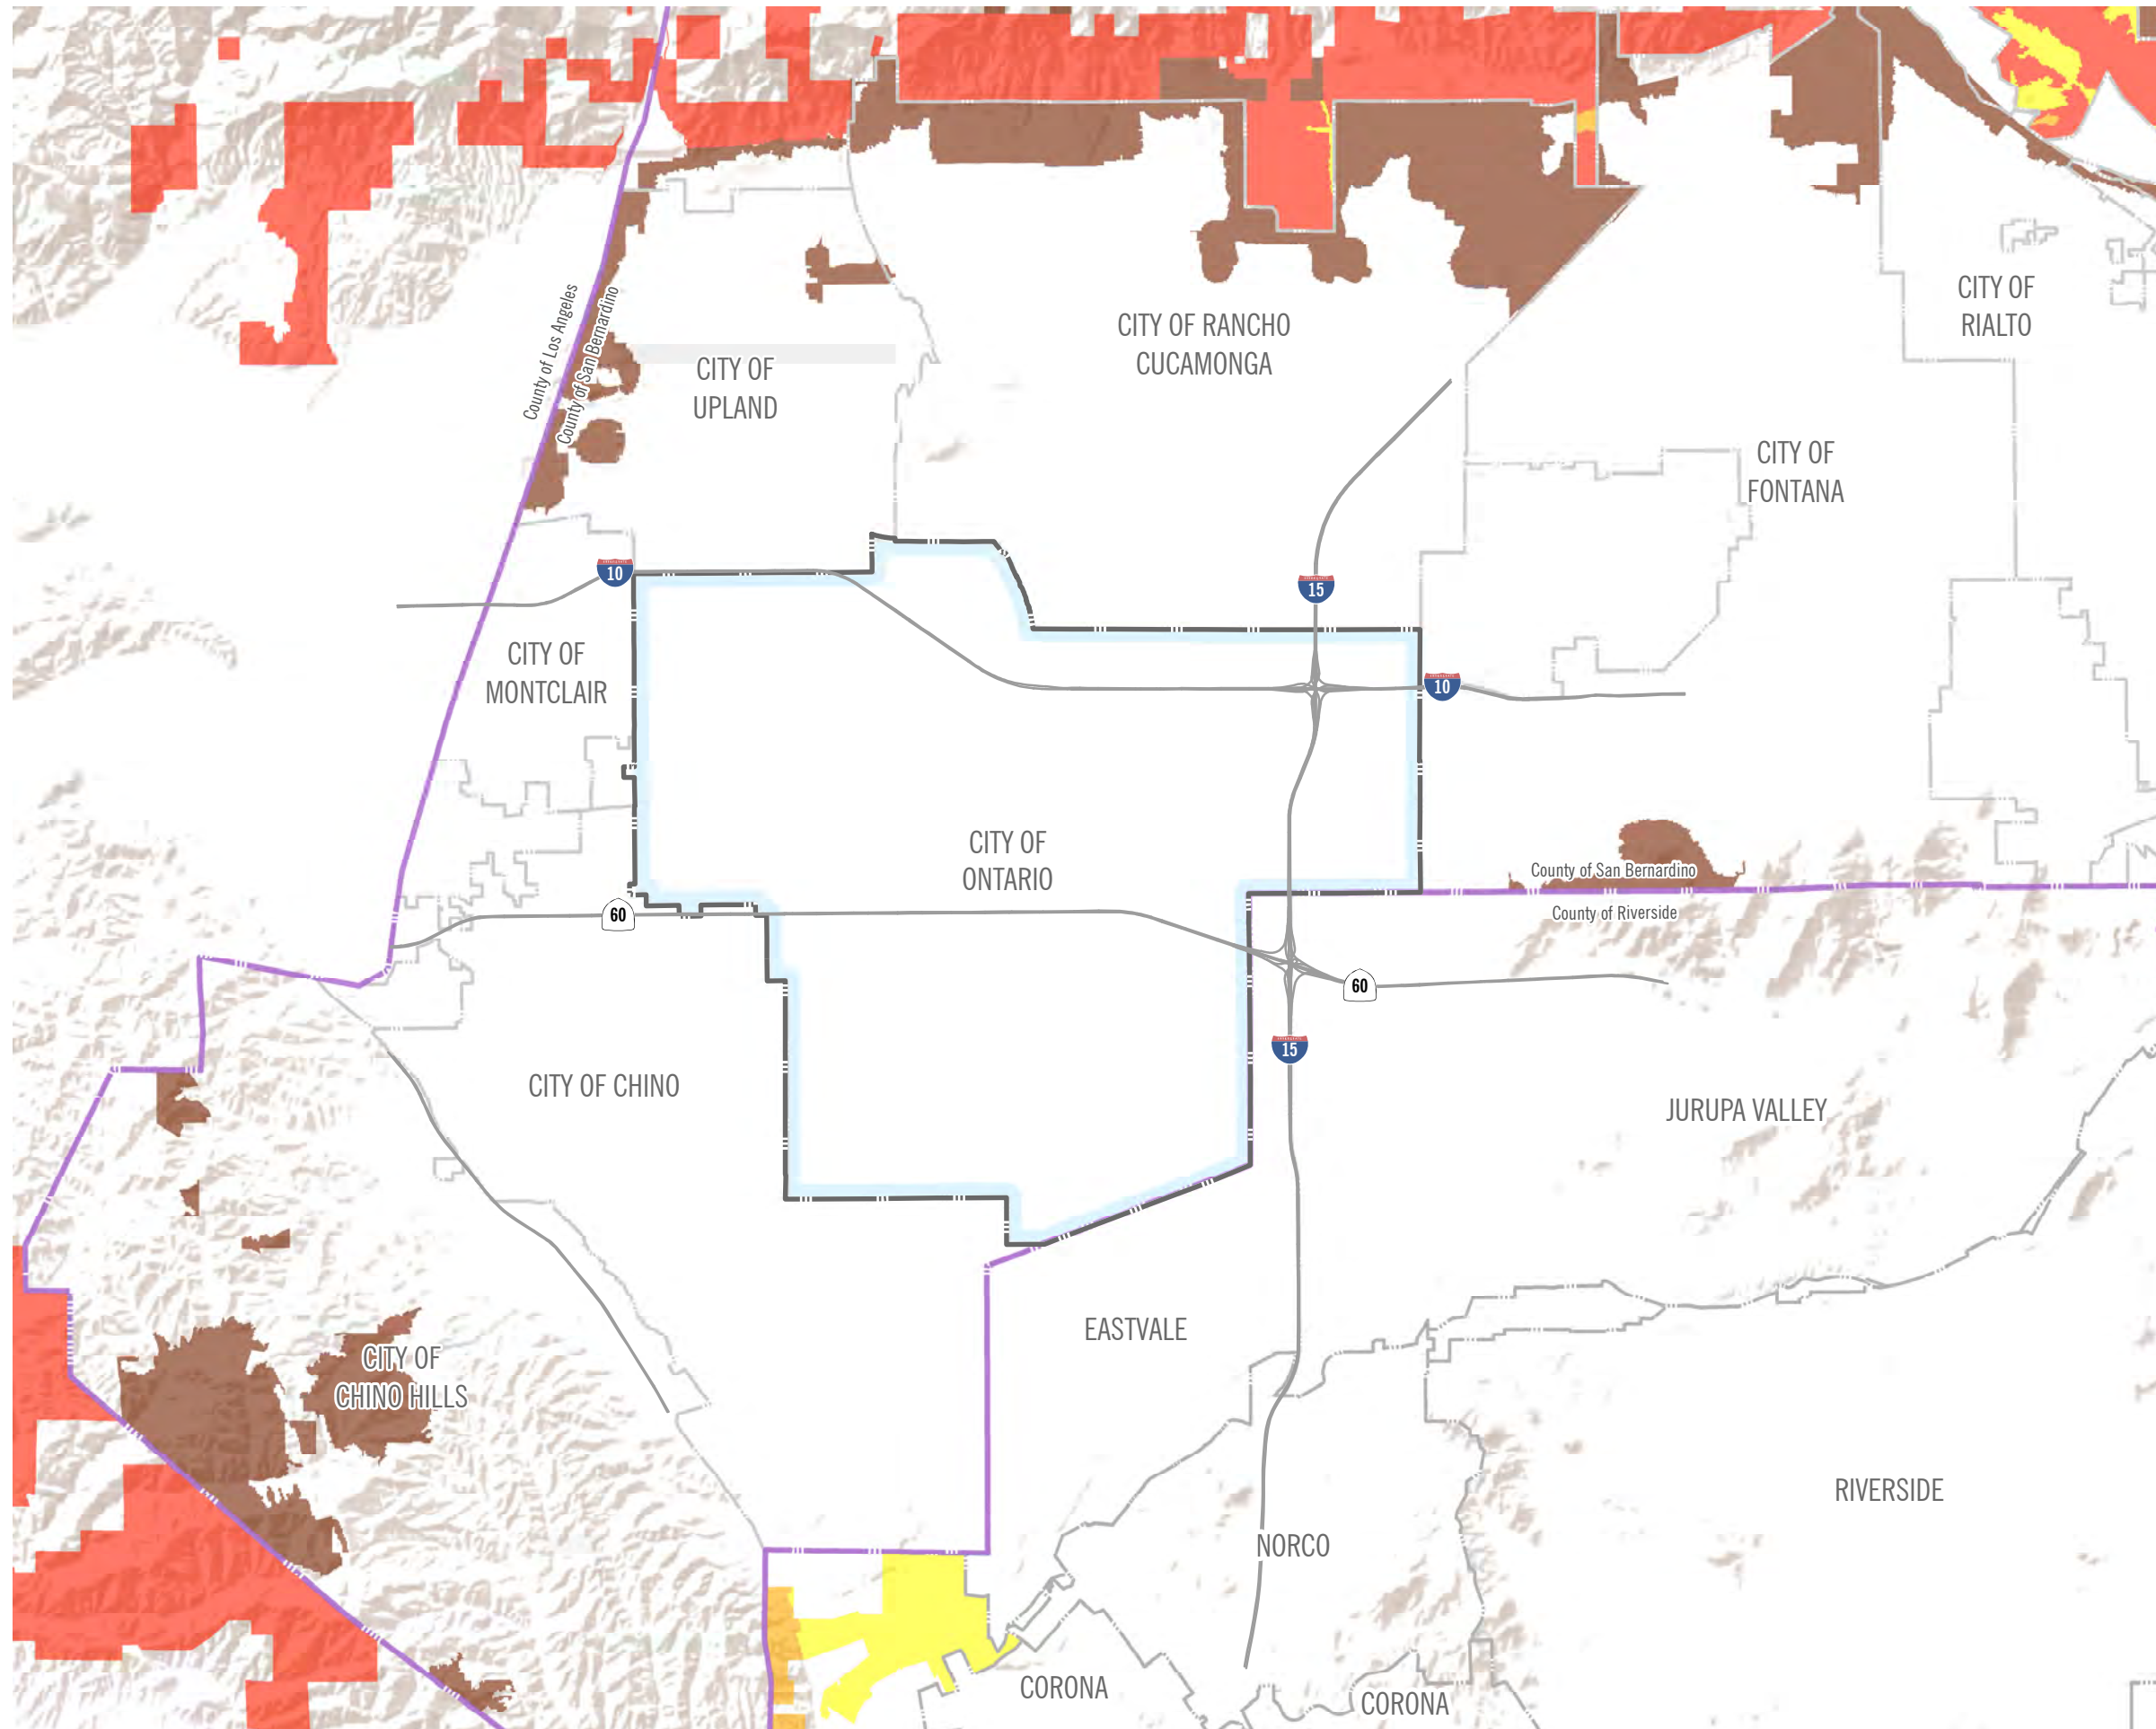 CITY OF
RIALTO
CITY OF RANCHO
CUCAMONGA
County of Los Angeles
County of San Bernardino
CITY OF
UPLAND
CITY OF
FONTANA
10
15
CITY OF
MONTCLAIR
10
CITY OF
ONTARIO
County of San Bernardino
County of Riverside
60
60
15
CITY OF CHINO
JURUPA VALLEY
EASTVALE
CITY OF
CHINO HILLS
RIVERSIDE
NORCO
CORONA
CORONA